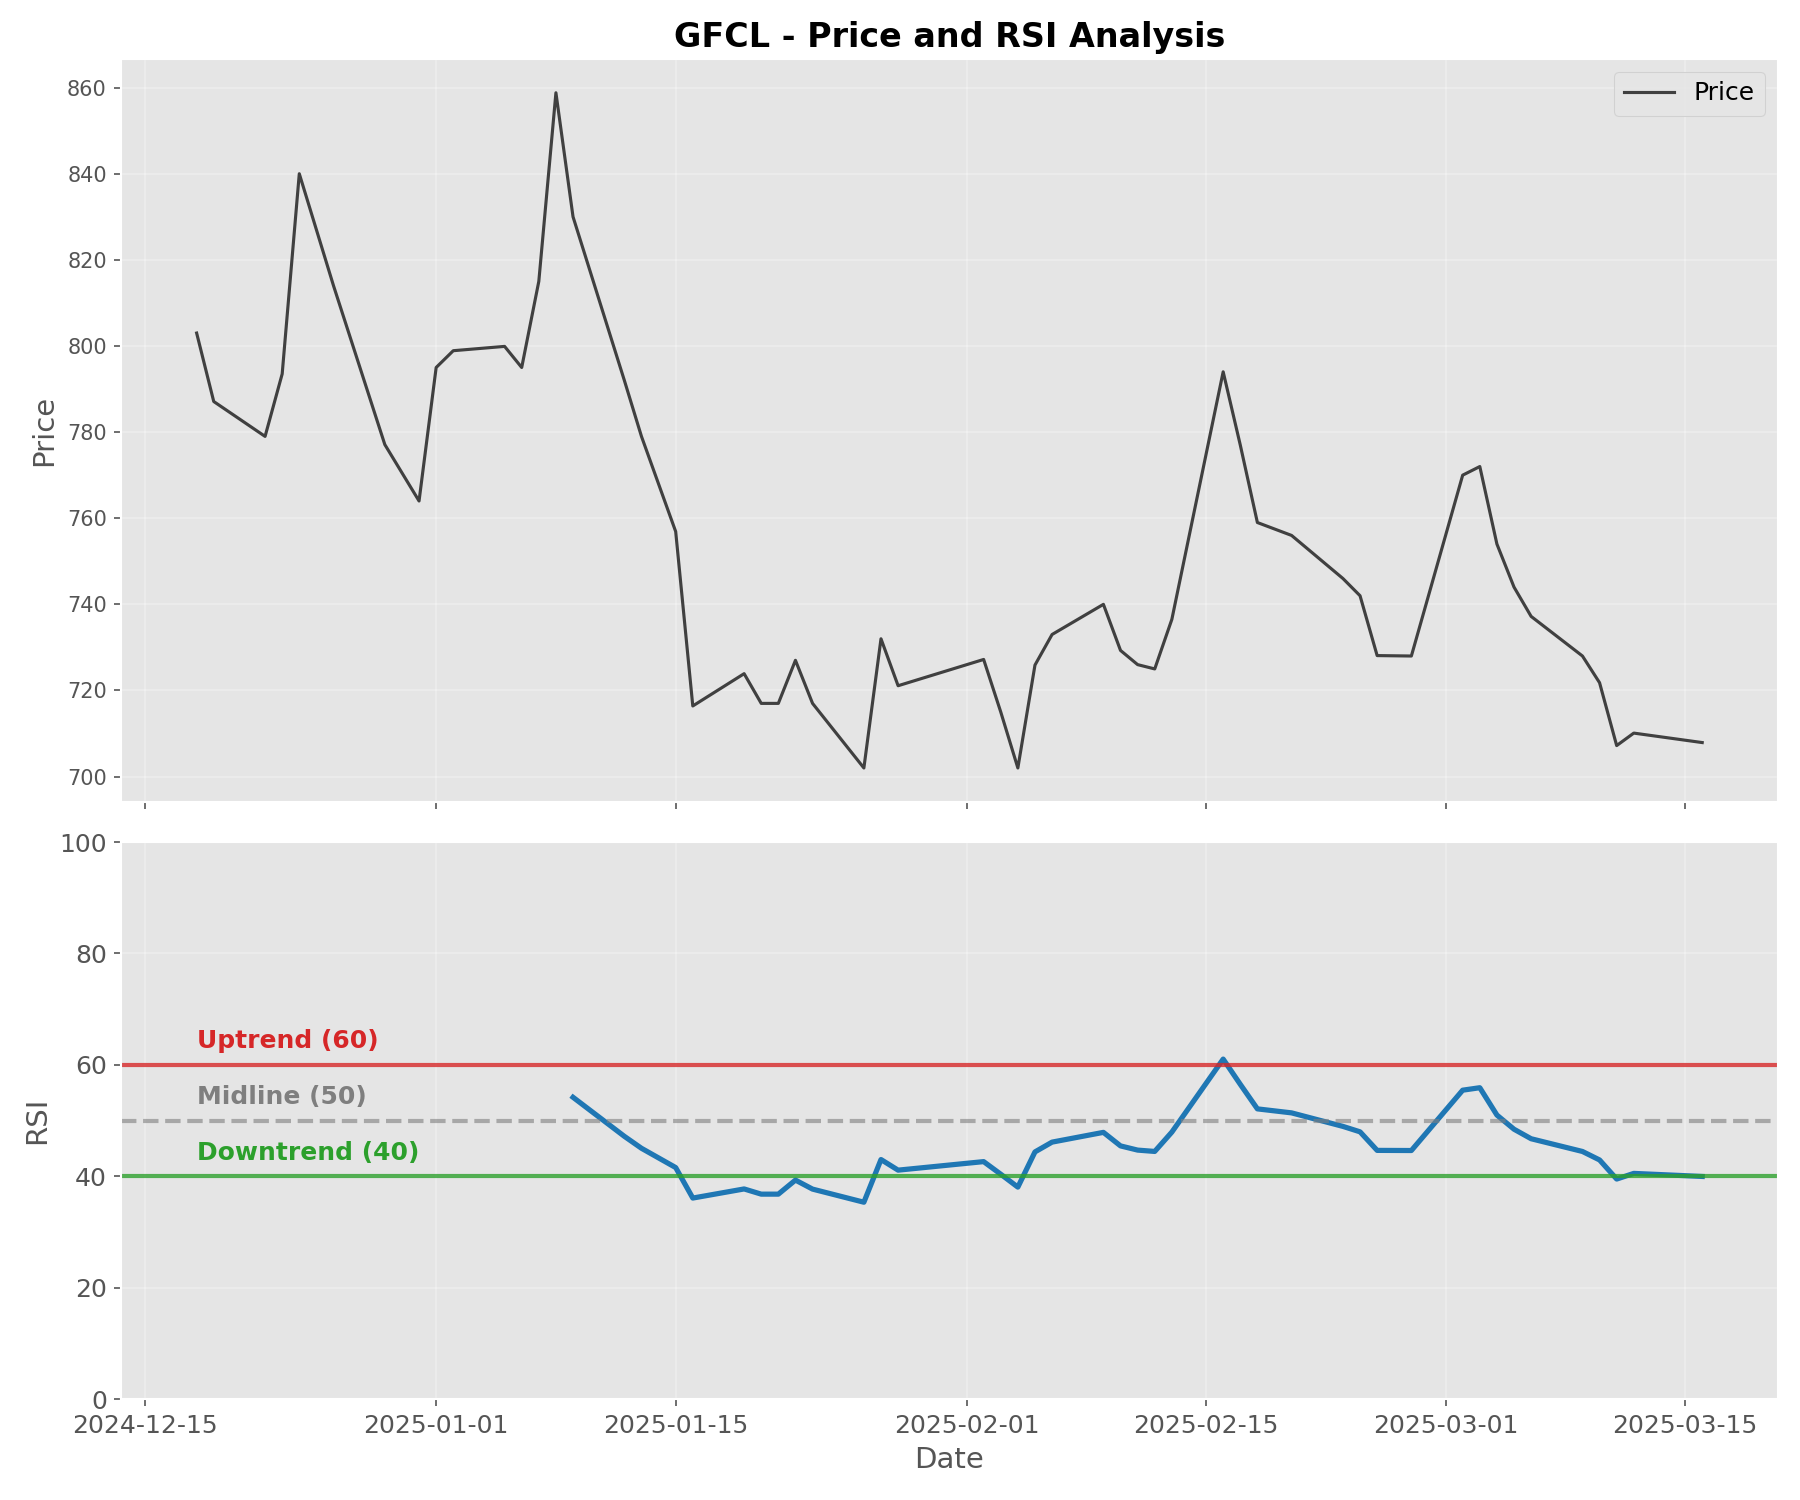 GFCL - Price and RSI Analysis
Price
860
840
820
800
780
760
740
720
700
Price
100
80
60
40
20
0
RSI
Uptrend (60)
Midline (50)
Downtrend (40)
2024-12-15
2025-01-01
2025-01-15
2025-02-01
2025-02-15
2025-03-01
2025-03-15
Date